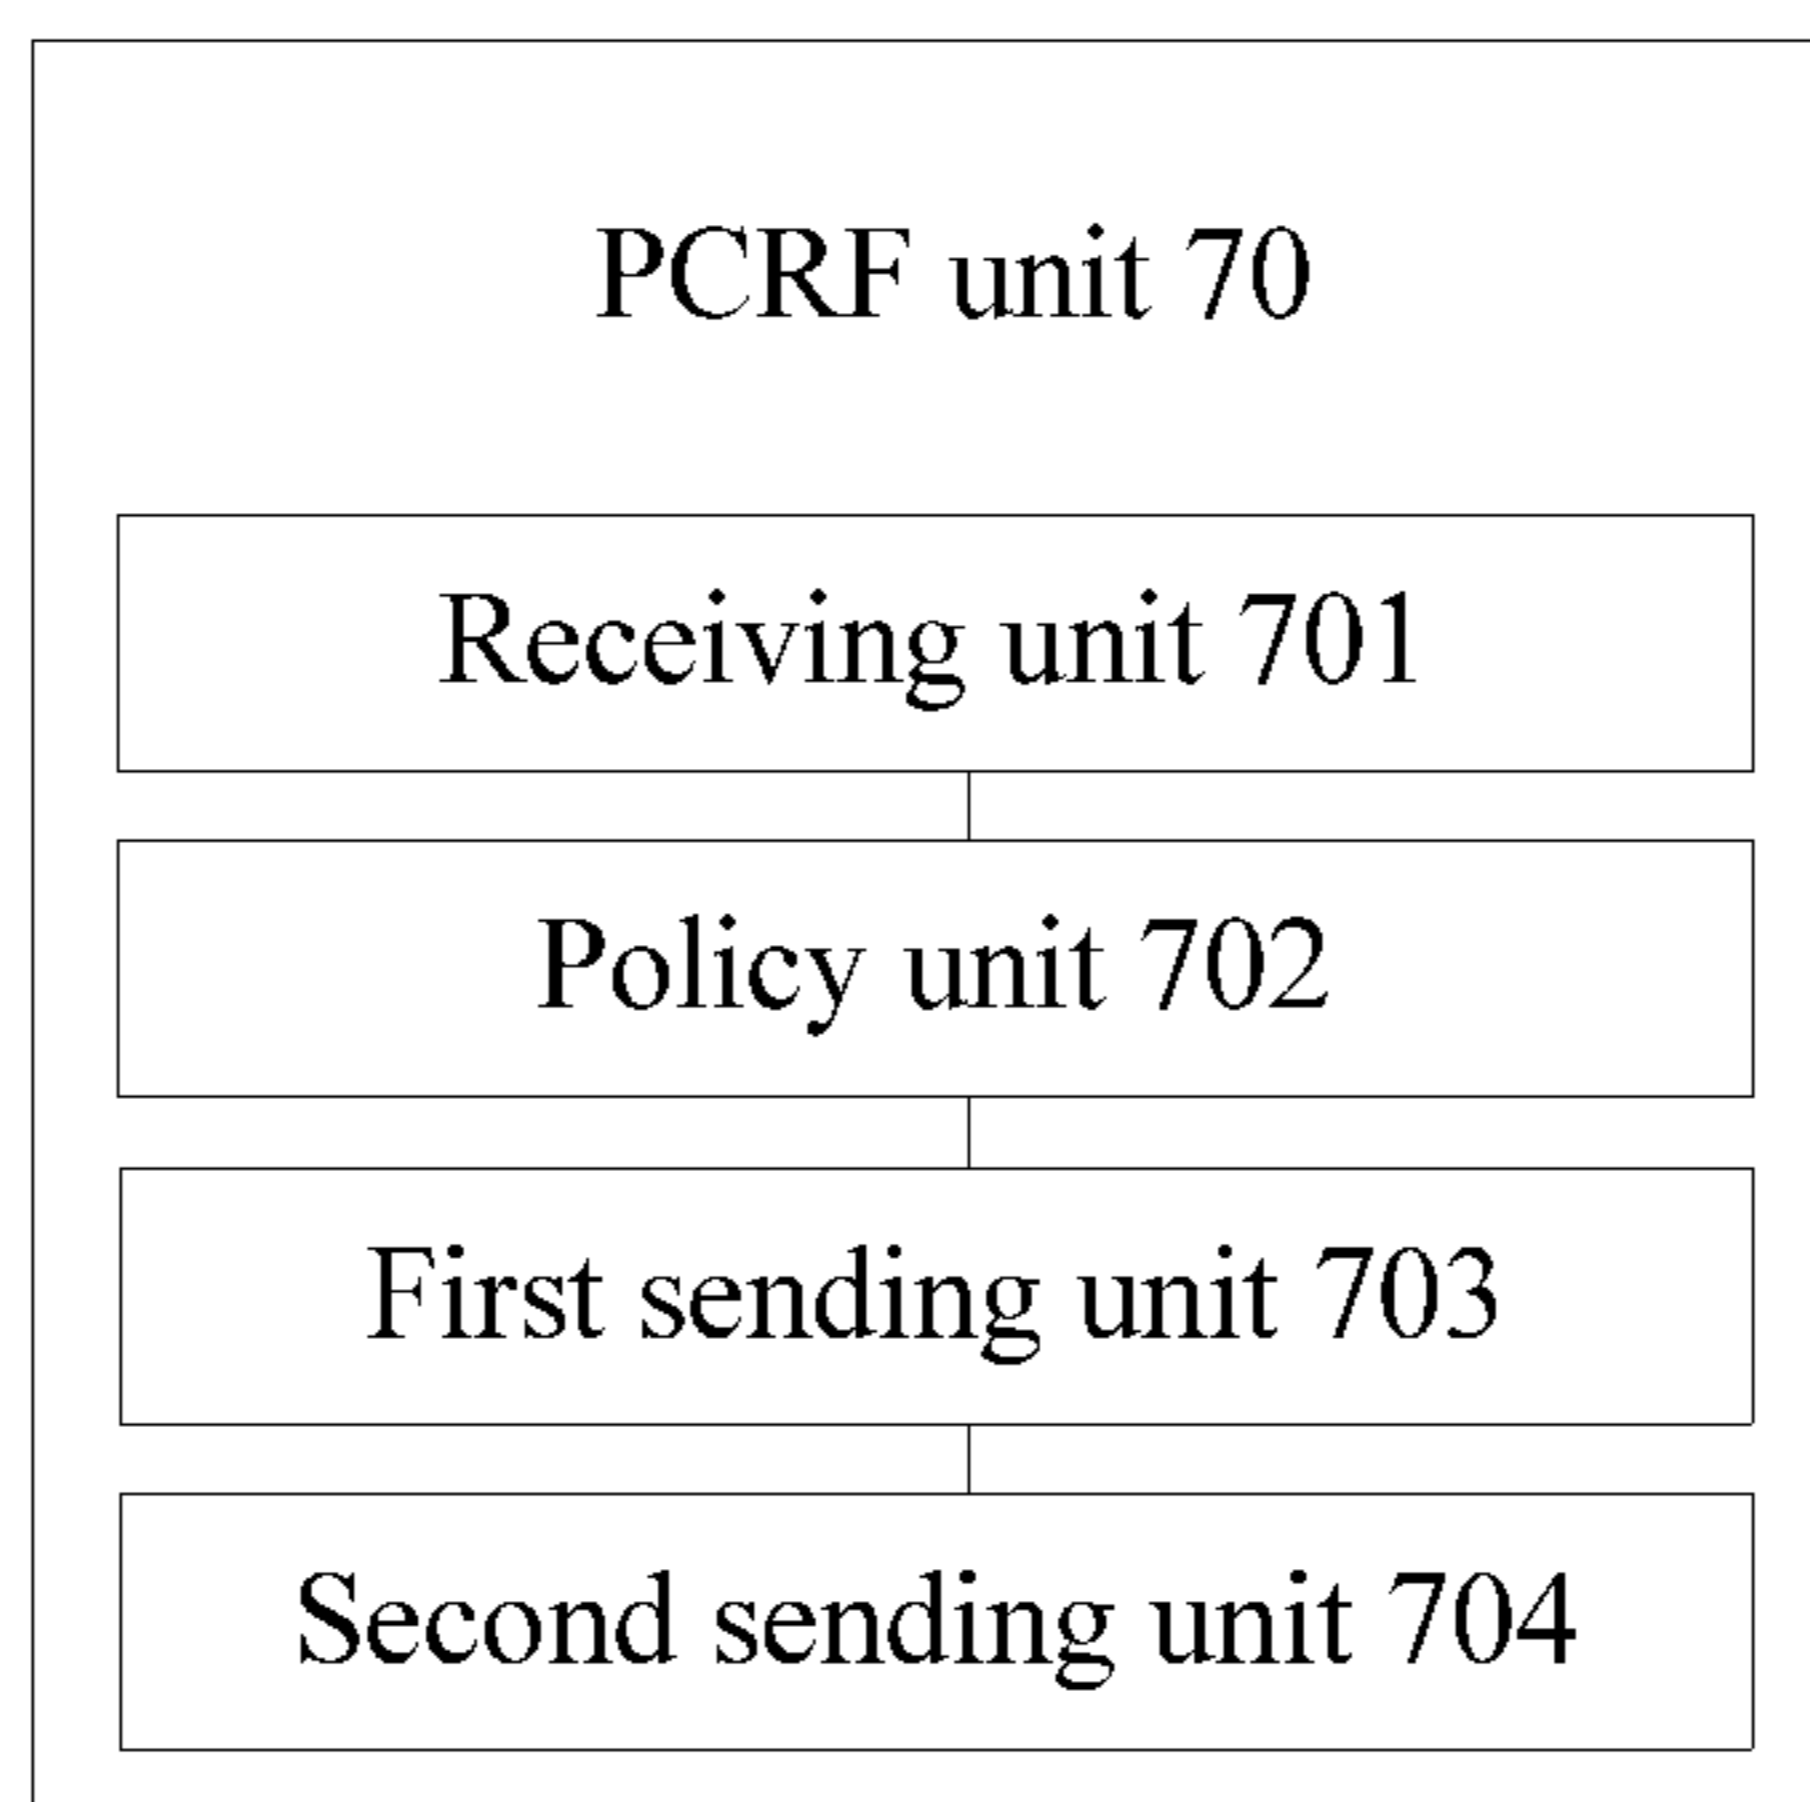 PCRF unit 70
Receiving unit 701
Policy unit 702
First sending unit 703
Second sending unit 704